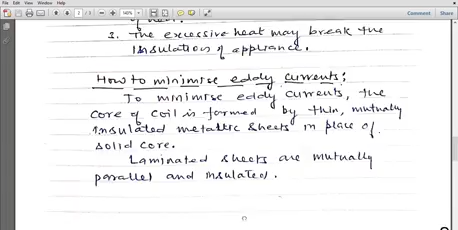 3. The excessive heat may break the
insulation of appliance.
How to minimise eddy currents:
To minimise eddy currents, the
core of coil is formed by thin, mutually
insulated metallic sheets in place of
solid core.
Laminated sheets are mutually
parallel and insulated.